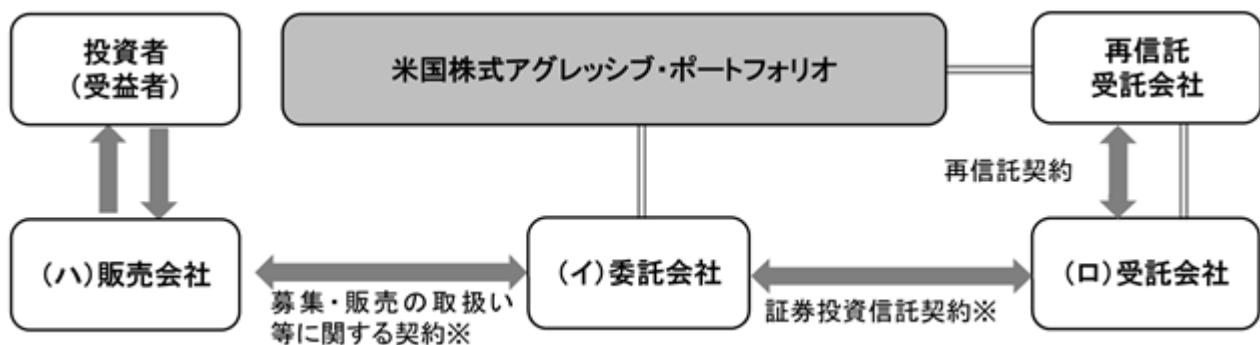 投資者
（受益者）
米国株式アグレッシブ・ポートフォリオ
再信託
受託会社
再信託契約
（ハ）販売会社
（イ）委託会社
（ロ）受託会社
募集・販売の取扱い
等に関する契約※
証券投資信託契約※